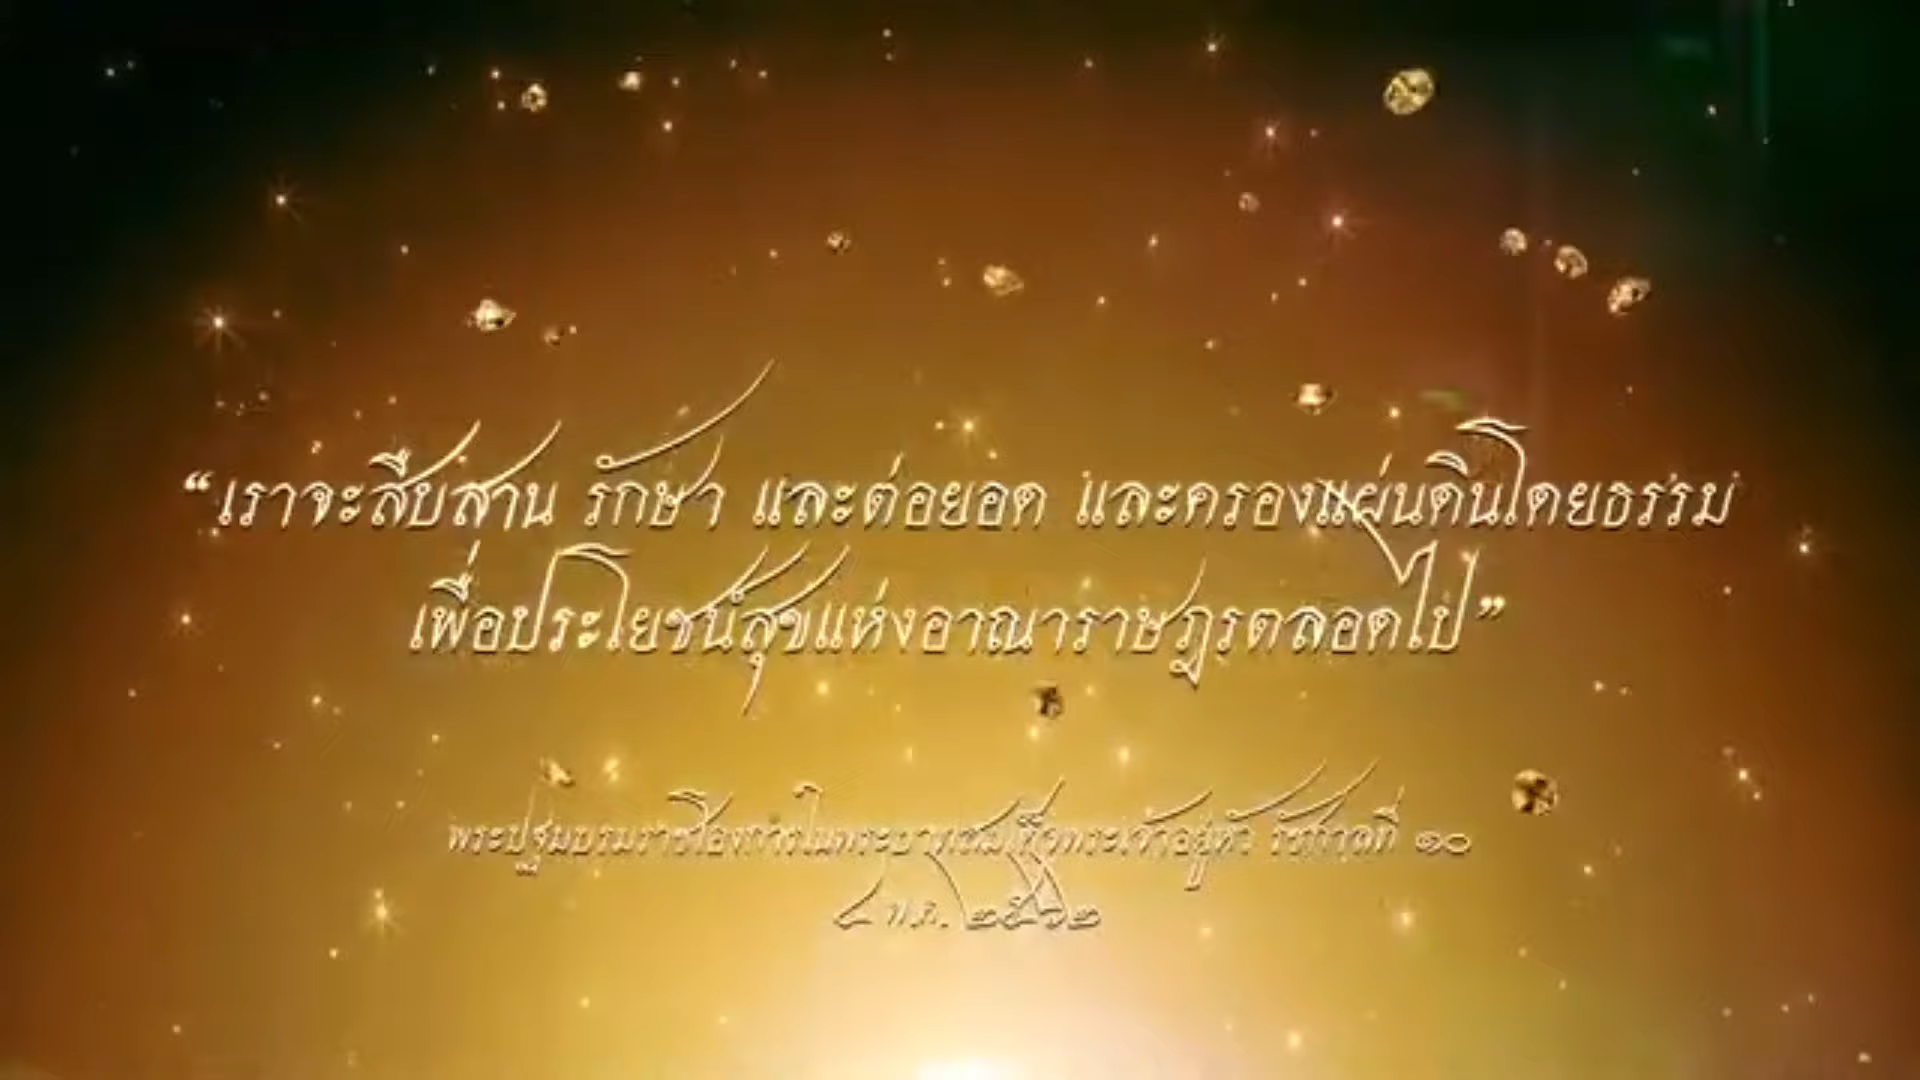 “เราจะสืบสาน รักษา และต่อยอด และครองแผ่นดินโดยธรรม
เพื่อประโยชน์สุขแห่งอาณาราษฎรตลอดไป”
พระปฐมบรมราชโองการในพระบาทสมเด็จพระเจ้าอยู่หัว รัชกาลที่ ๑๐
๔ พ.ค. ๒๕๖๒